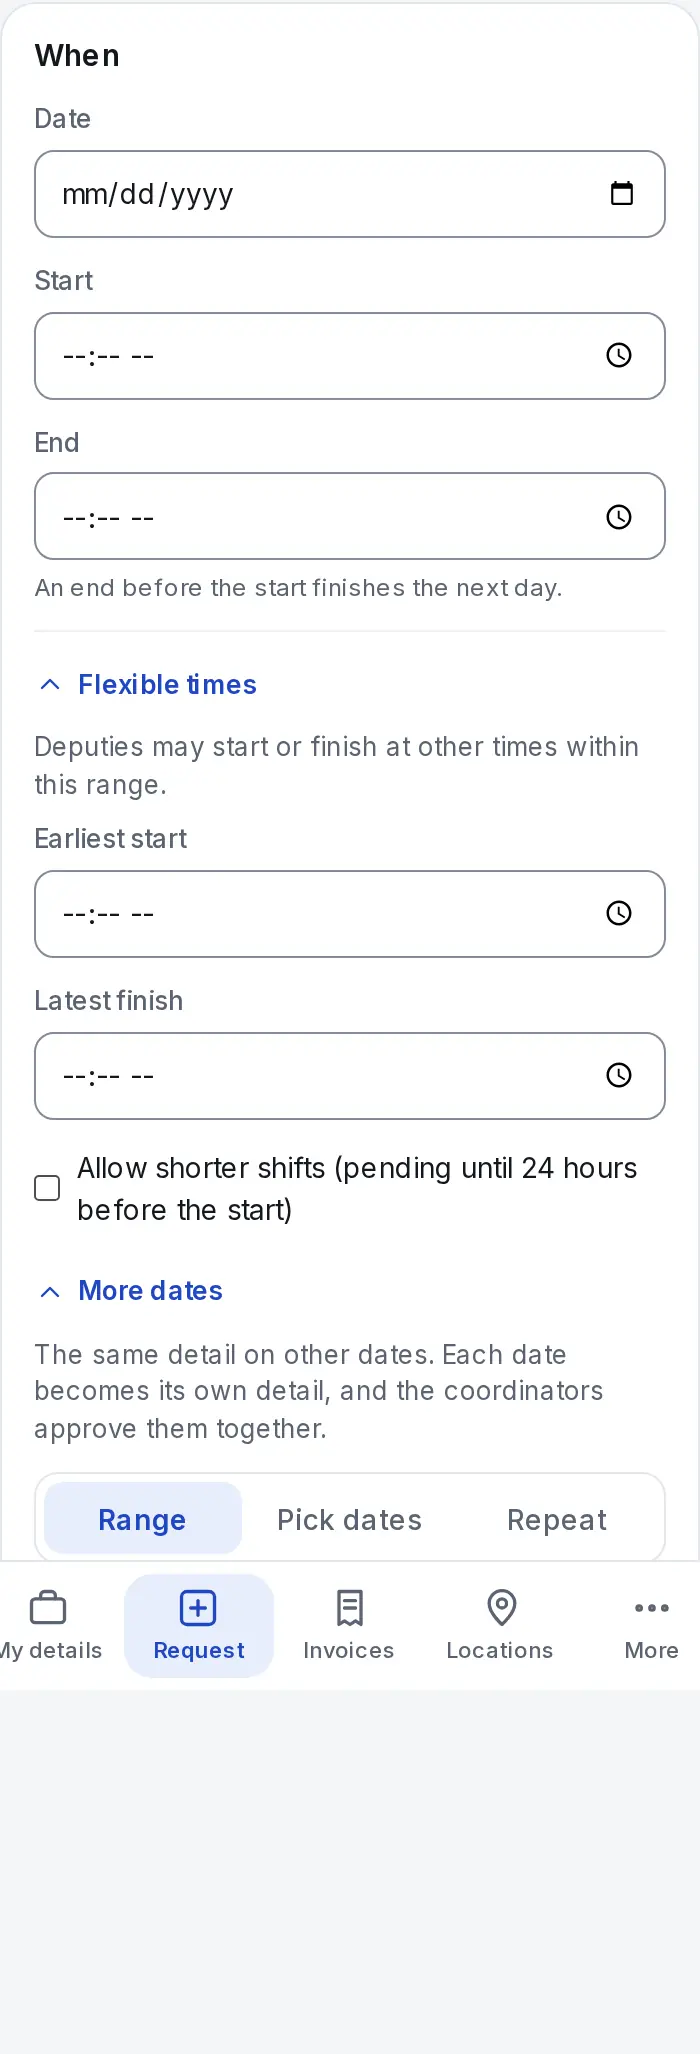 When
Date
mm/dd/yyyy
Start
--:-- --
End
--:-- --
An end before the start finishes the next day.
Flexible times
Deputies may start or finish at other times within
this range.
Earliest start
--:-- --
Latest finish
--:-- --
Allow shorter shifts (pending until 24 hours
before the start)
More dates
The same detail on other dates. Each date
becomes its own detail, and the coordinators
approve them together.
Range Pick dates Repeat
My details Request Invoices Locations More